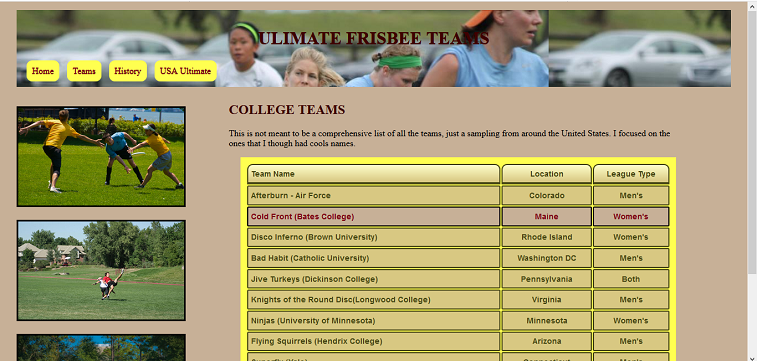 ULIMATE FRISBEE TEAMS
Home Teams History USA Ultimate
COLLEGE TEAMS
This is not meant to be a comprehensive list of all the teams, just a sampling from around the United States. I focused on the
ones that I though had cools names.
Team Name Location League Type
Afterburn - Air Force Colorado Men's
Cold Front (Bates College) Maine Women's
Disco Inferno (Brown University) Rhode Island Women's
Bad Habit (Catholic University) Washington DC Men's
Jive Turkeys (Dickinson College) Pennsylvania Both
Knights of the Round Disc(Longwood College) Virginia Men's
Ninjas (University of Minnesota) Minnesota Women's
Flying Squirrels (Hendrix College) Arizona Men's